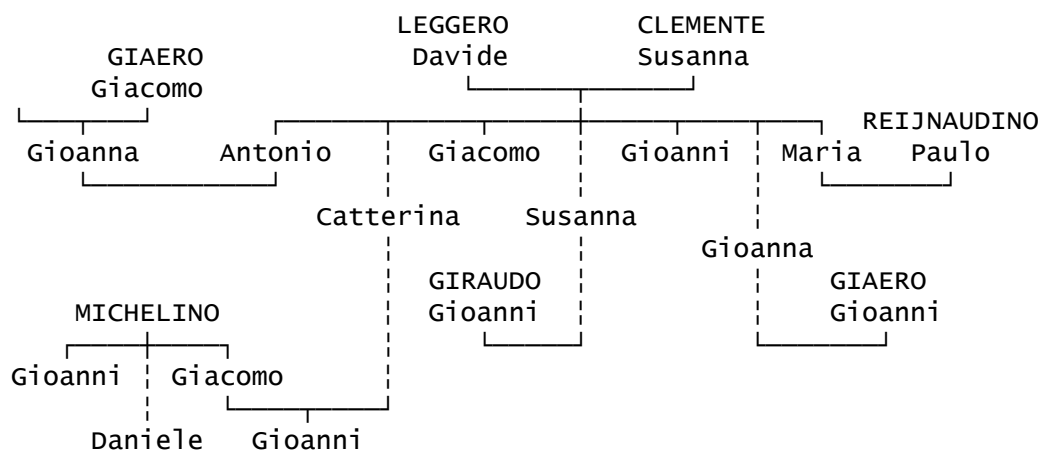 LEGGERO CLEMENTE
GIAERO Davide Susanna
Giacomo
REIJNAUDINO
Gioanna Antonio Giacomo Gioanni Maria Paulo
Catterina Susanna
Gioanna
GIRAUDO GIAERO
MICHELINO Gioanni Gioanni
Gioanni Giacomo
Daniele Gioanni